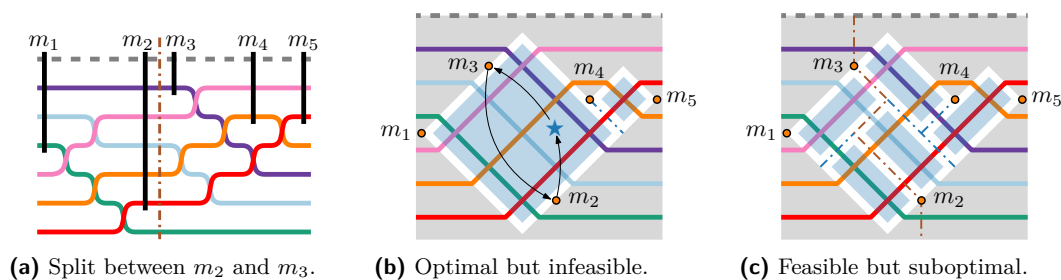 m₁ m₂ m₃ m₄ m₅
(a) Split between m₂ and m₃.
m₃
m₄
m₅
m₁
m₂
(b) Optimal but infeasible.
m₃
m₄
m₅
m₁
m₂
(c) Feasible but suboptimal.